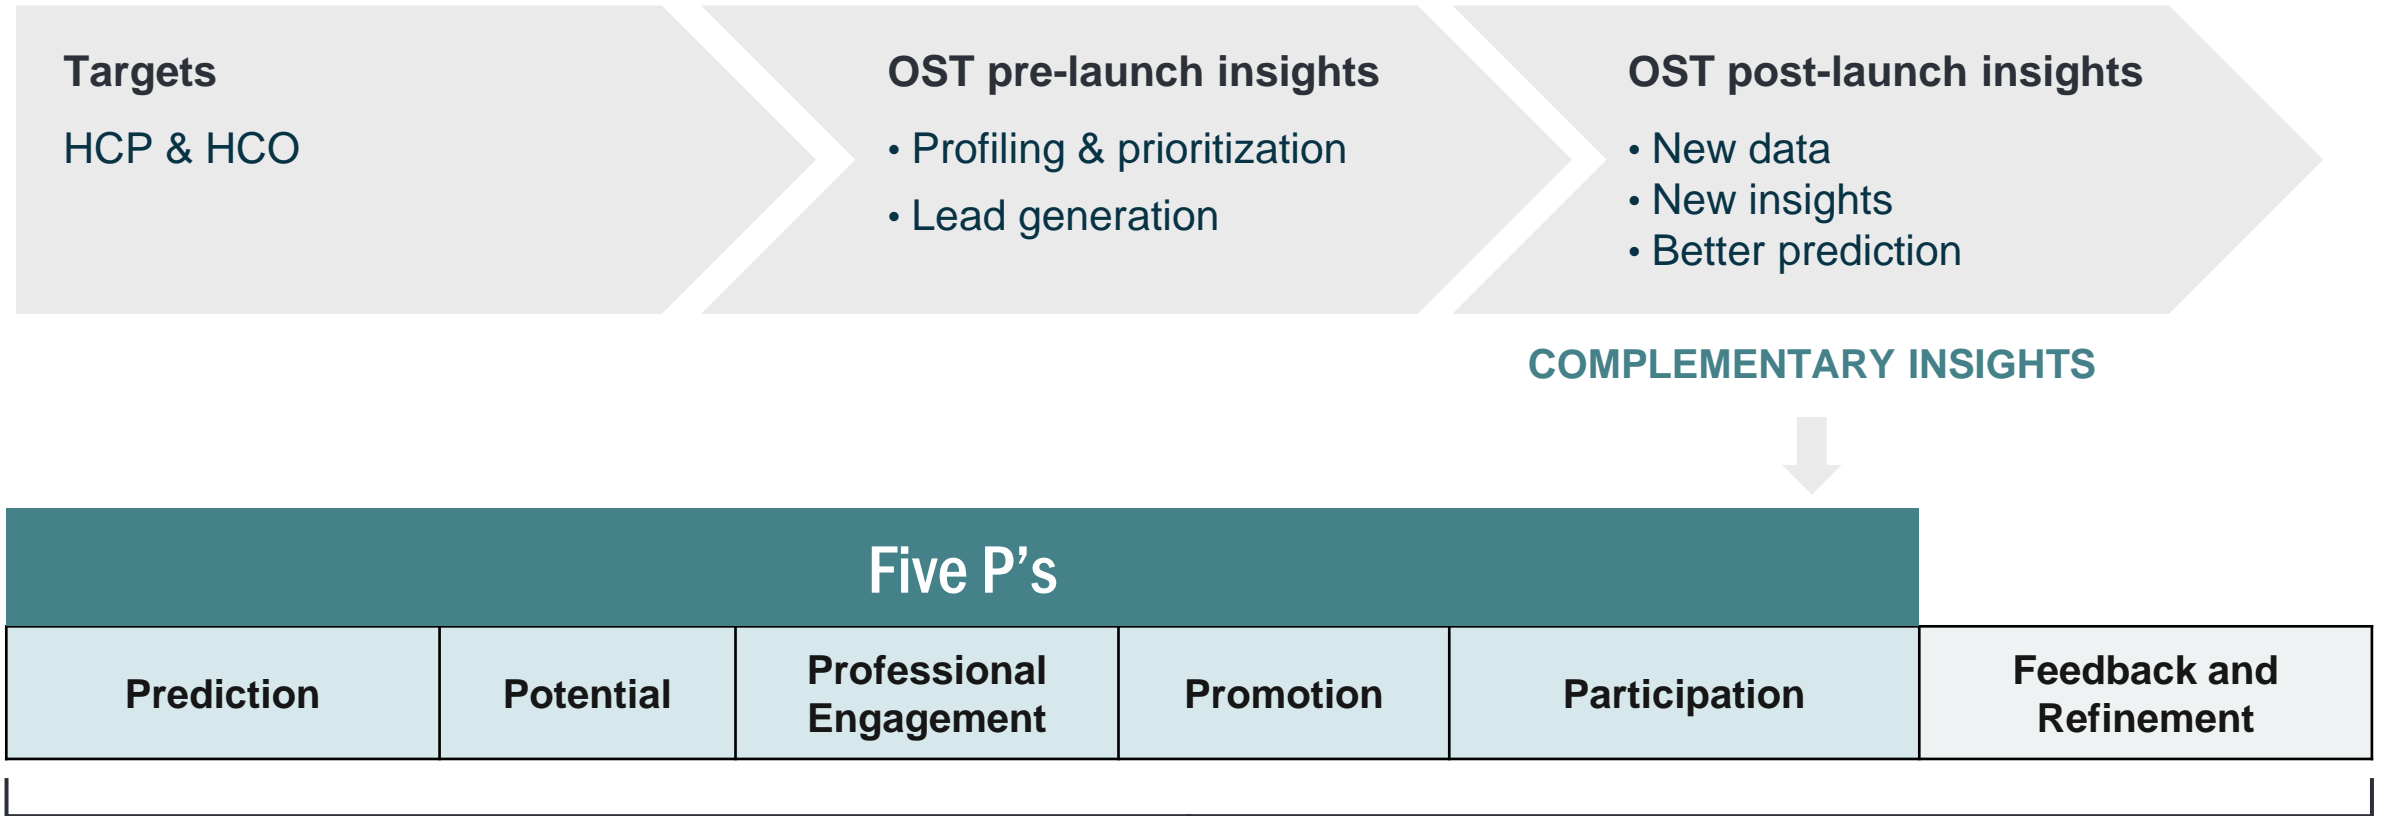 Targets
HCP & HCO
OST pre-launch insights
• Profiling & prioritization
• Lead generation
OST post-launch insights
• New data
• New insights
• Better prediction
COMPLEMENTARY INSIGHTS
Five P’s
Prediction
Potential
Professional
Engagement
Promotion
Participation
Feedback and
Refinement